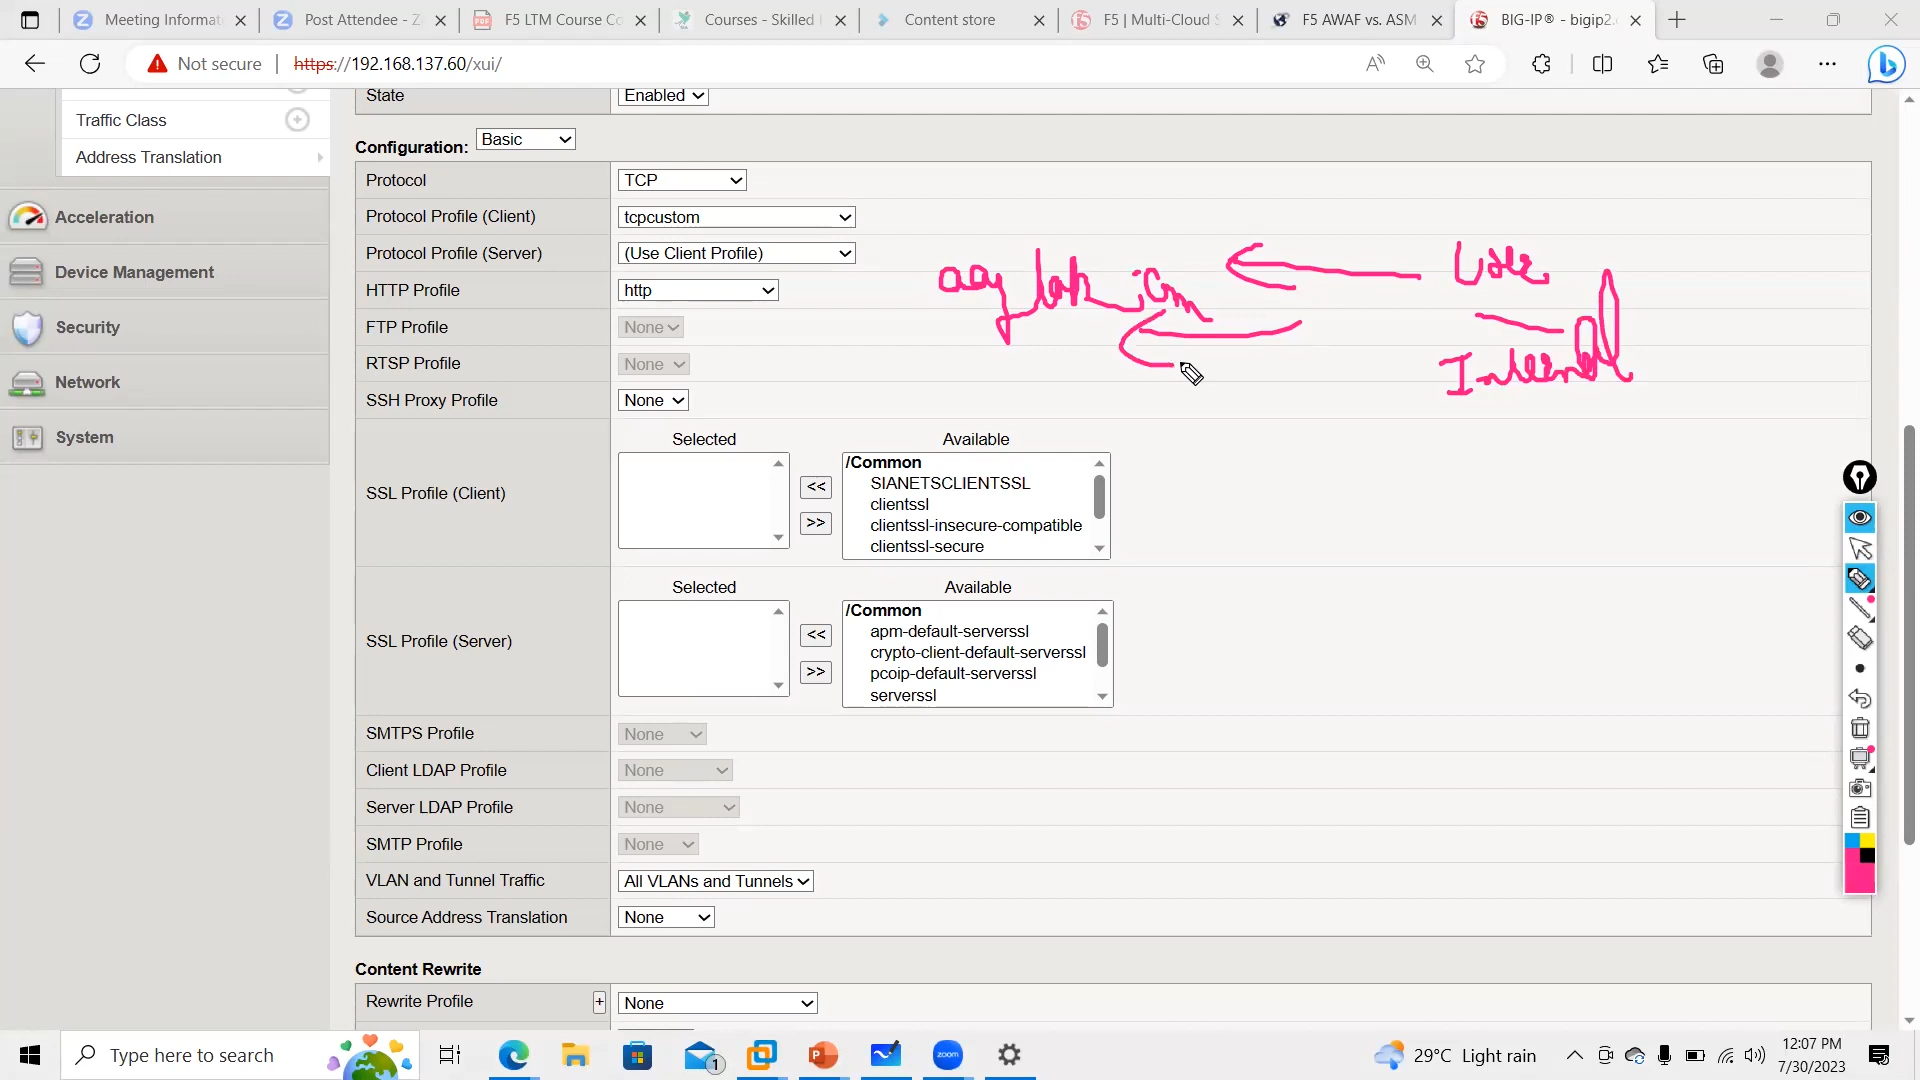 Meeting Informat
Post Attendee - Z
F5 LTM Course Co
Courses - Skilled I
Content store
F5 | Multi-Cloud S
F5 AWAF vs. ASM
BIG-IP® - bigip2.
Not secure
https://192.168.137.60/xui/
State
Enabled
Traffic Class
Address Translation
Acceleration
Device Management
Security
Network
System
Configuration: Basic
Protocol
TCP
Protocol Profile (Client)
tcpcustom
Protocol Profile (Server)
(Use Client Profile)
HTTP Profile
http
FTP Profile
None
RTSP Profile
None
SSH Proxy Profile
None
User
Internal
SSL Profile (Client)
Selected
Available
<<
>>
/Common
SIANETSCLIENTSSL
clientssl
clientssl-insecure-compatible
clientssl-secure
SSL Profile (Server)
Selected
Available
<<
>>
/Common
apm-default-serverssl
crypto-client-default-serverssl
pcoip-default-serverssl
serverssl
SMTPS Profile
None
Client LDAP Profile
None
Server LDAP Profile
None
SMTP Profile
None
VLAN and Tunnel Traffic
All VLANs and Tunnels
Source Address Translation
None
Content Rewrite
Rewrite Profile
+
None
Type here to search
1
zoom
29°C Light rain
12:07 PM
7/30/2023